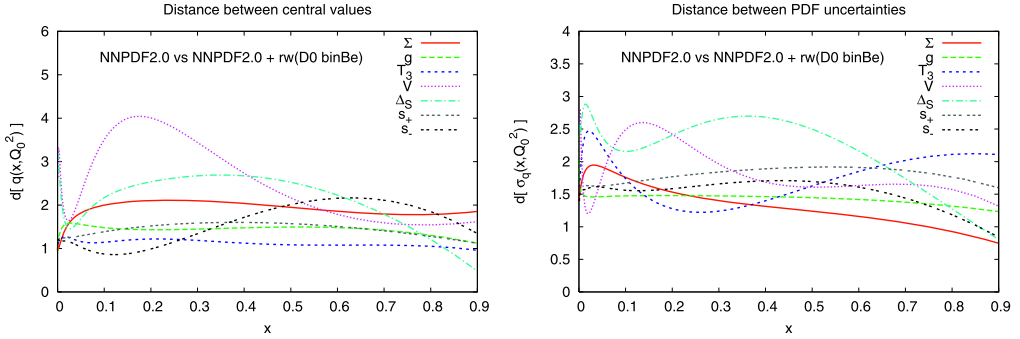 Distance between central values
d[ q(x,Q₀²) ]
NNPDF2.0 vs NNPDF2.0 + rw(D0 binBe)
Σ
g
T₃
V
Δ_S
s₊
s₋
6
5
4
3
2
1
0
0 0.1 0.2 0.3 0.4 0.5 0.6 0.7 0.8 0.9
x
Distance between PDF uncertainties
d[ σ_q(x,Q₀²) ]
NNPDF2.0 vs NNPDF2.0 + rw(D0 binBe)
Σ
g
T₃
V
Δ_S
s₊
s₋
4
3.5
3
2.5
2
1.5
1
0.5
0
0 0.1 0.2 0.3 0.4 0.5 0.6 0.7 0.8 0.9
x